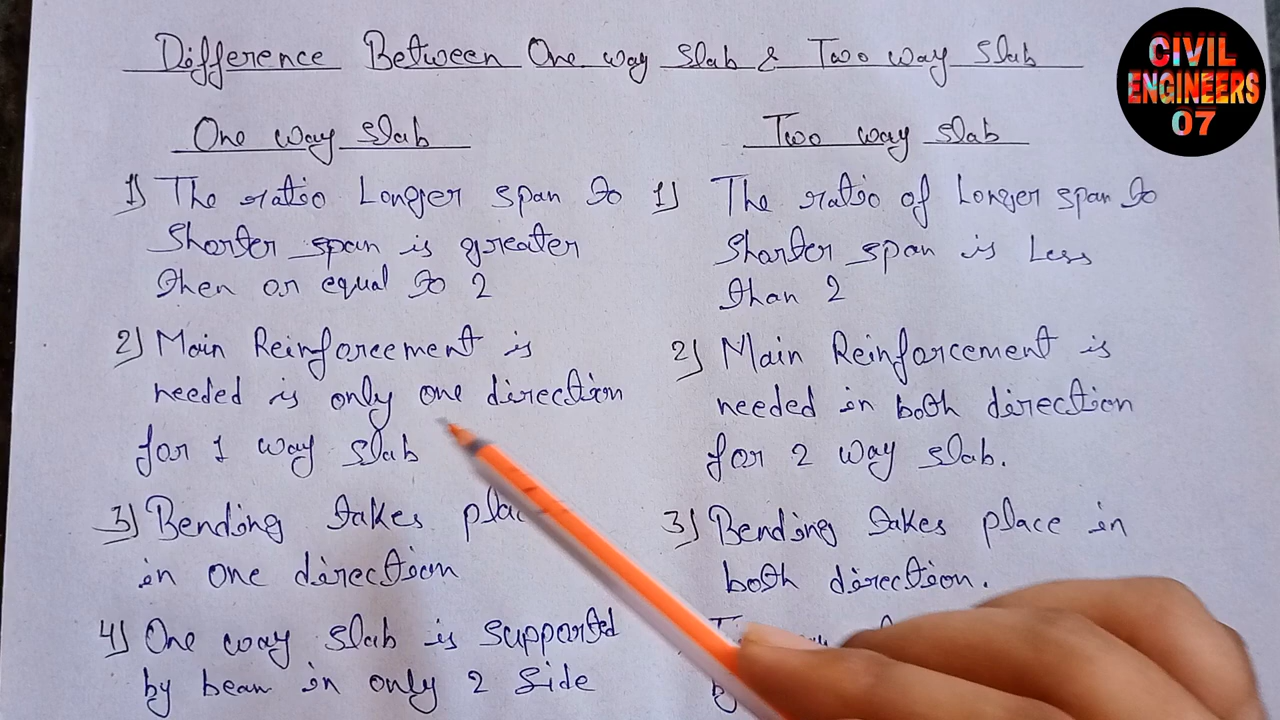 Difference Between One way slab & Two way slab
CIVIL
ENGINEERS
07
One way slab
1) The ratio Longer span to
Shorter span is greater
then or equal to 2
2) Main Reinforcement is
needed is only one direction
for 1 way slab
3) Bending takes plac
in one direction
4) One way slab is supported
by beam in only 2 side
Two way slab
1) The ratio of Longer span to
Shorter span is Less
than 2
2) Main Reinforcement is
needed in both direction
for 2 way slab.
3) Bending takes place in
both direction.